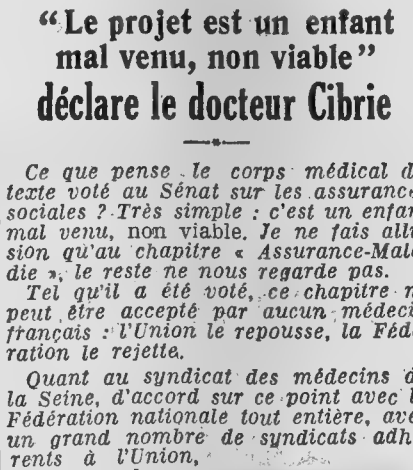 “Le projet est un enfant
mal venu, non viable”
déclare le docteur Cibrie
Ce que pense le corps médical d
texte voté au Sénat sur les assurance
sociales ? Très simple : c'est un enfan
mal venu, non viable. Je ne fais allu
sion qu'au chapitre « Assurance-Mala
die », le reste ne nous regarde pas.
Tel qu'il a été voté, ce chapitre n
peut être accepté par aucun médeci
français : l'Union le repousse, la Féd
ration le rejette.
Quant au syndicat des médecins d
la Seine, d'accord sur ce point avec l
Fédération nationale tout entière, ave
un grand nombre de syndicats adh
rents à l'Union,